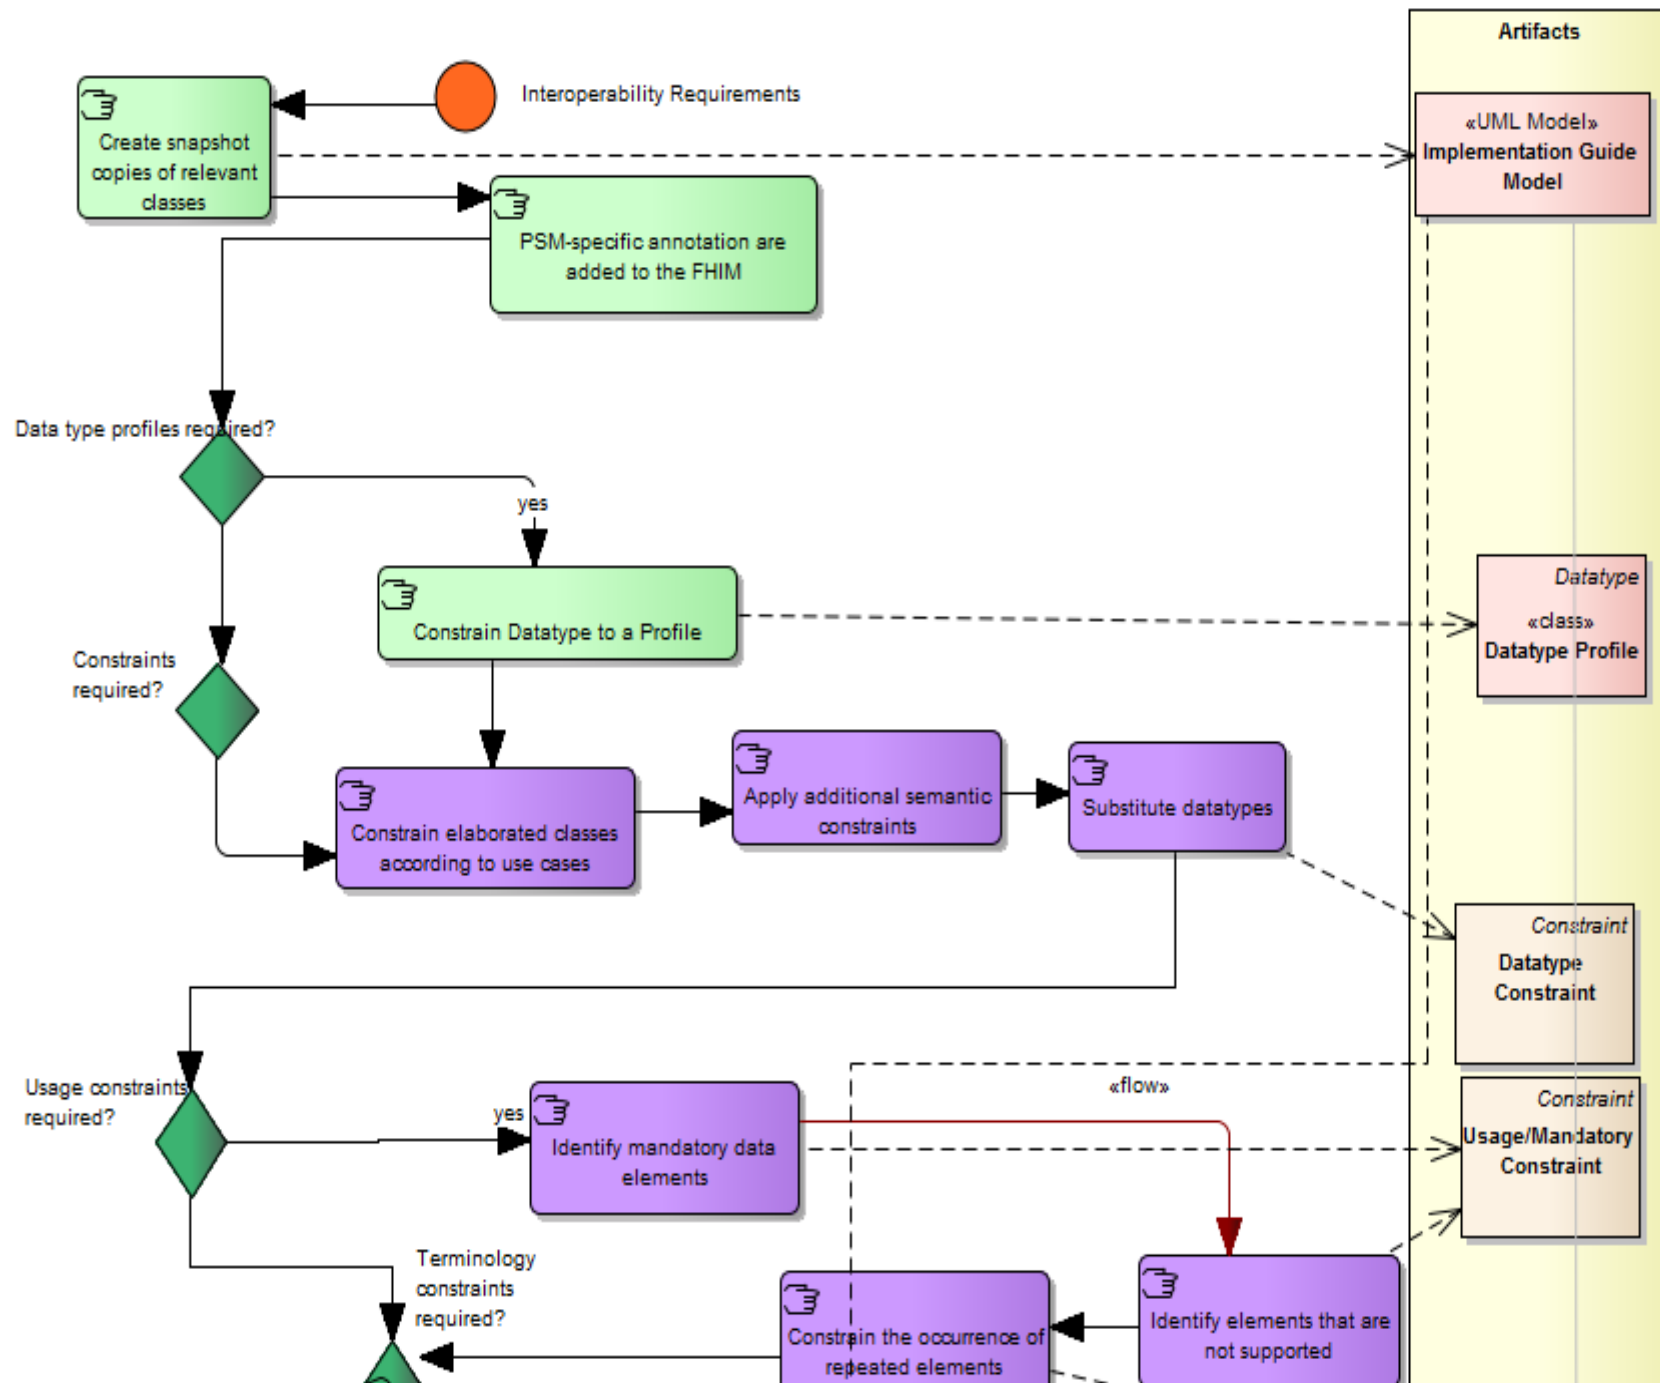 Artifacts
Interoperability Requirements
Create snapshot
copies of relevant
classes
«UML Model»
Implementation Guide
Model
PSM-specific annotation are
added to the FHIM
Data type profiles required?
yes
Datatype
«class»
Datatype Profile
Constrain Datatype to a Profile
Constraints
required?
Apply additional semantic
constraints
Substitute datatypes
Constrain elaborated classes
according to use cases
Constraint
Datatype
Constraint
Usage constraints
required?
yes
Identify mandatory data
elements
«flow»
Constraint
Usage/Mandatory
Constraint
Terminology
constraints
required?
Constrain the occurrence of
repeated elements
Identify elements that are
not supported